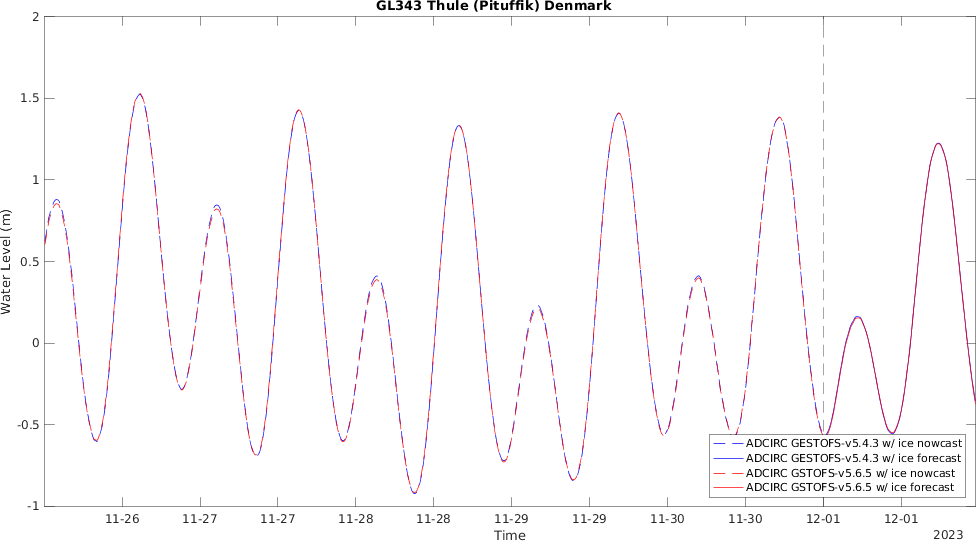 GL343 Thule (Pituffik) Denmark
2
1.5
1
0.5
0
-0.5
-1
Water Level (m)
ADCIRC GESTOFS-v5.4.3 w/ ice nowcast
ADCIRC GESTOFS-v5.4.3 w/ ice forecast
ADCIRC GSTOFS-v5.6.5 w/ ice nowcast
ADCIRC GSTOFS-v5.6.5 w/ ice forecast
11-26 11-27 11-27 11-28 11-28 11-29 11-29 11-30 11-30 12-01 12-01
Time
2023